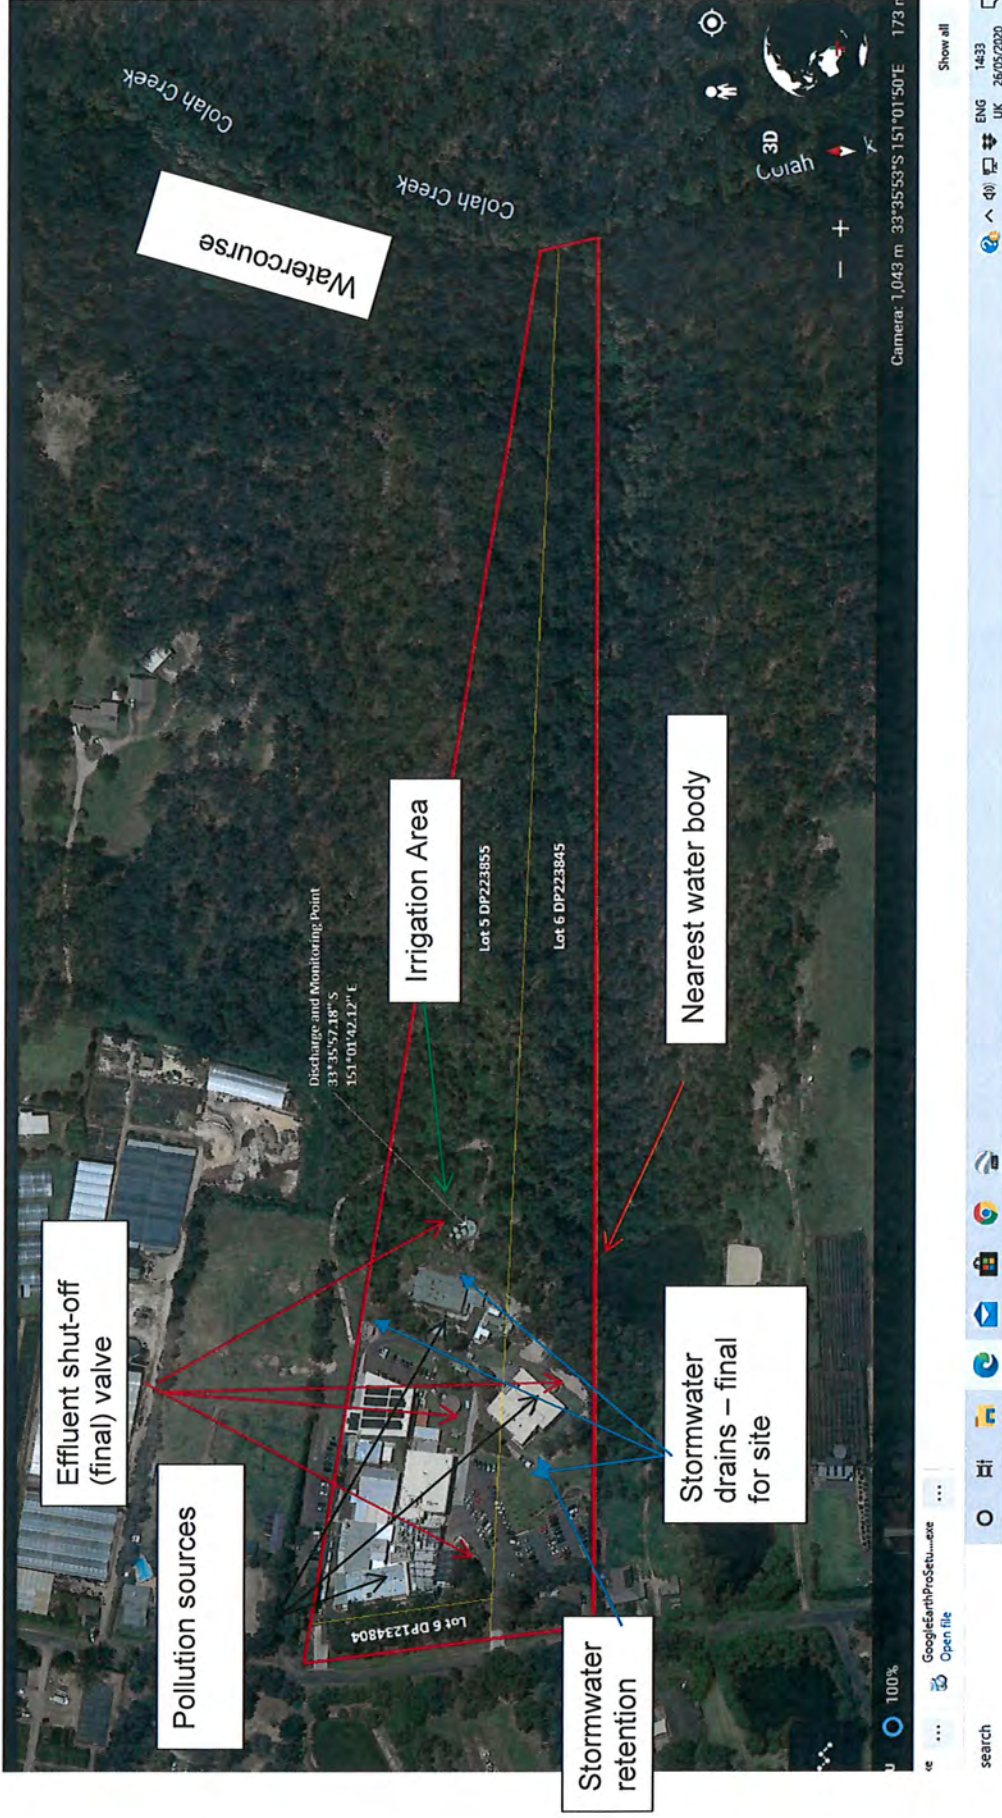 Colah Creek
Watercourse
Colah Creek
Effluent shut-off
(final) valve
Pollution sources
Discharge and Monitoring Point
33°35'57.18" S
151°01'42.12" E
Irrigation Area
Lot 5 DP223855
Lot 6 DP223845
Lot 6 DP1234804
Nearest water body
Stormwater
drains – final
for site
Stormwater
retention
3D
Colah
100%
Camera: 1,043 m 33°35'53"S 151°01'50"E 173 m
GoogleEarthProSetu....exe
Open file
Show all
search
ENG
UK
14:33
26/05/2020